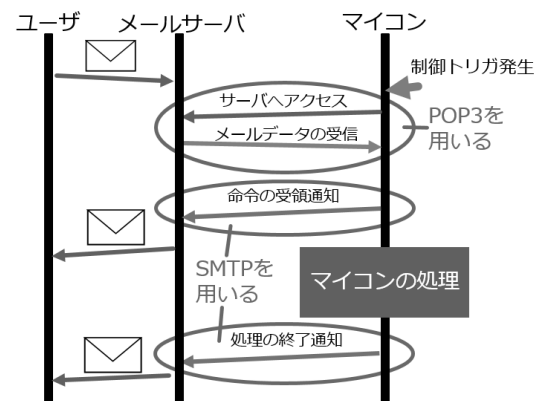 ユーザ メールサーバ マイコン
制御トリガ発生
サーバへアクセス
POP3を
用いる
メールデータの受信
命令の受領通知
SMTPを
用いる
マイコンの処理
処理の終了通知